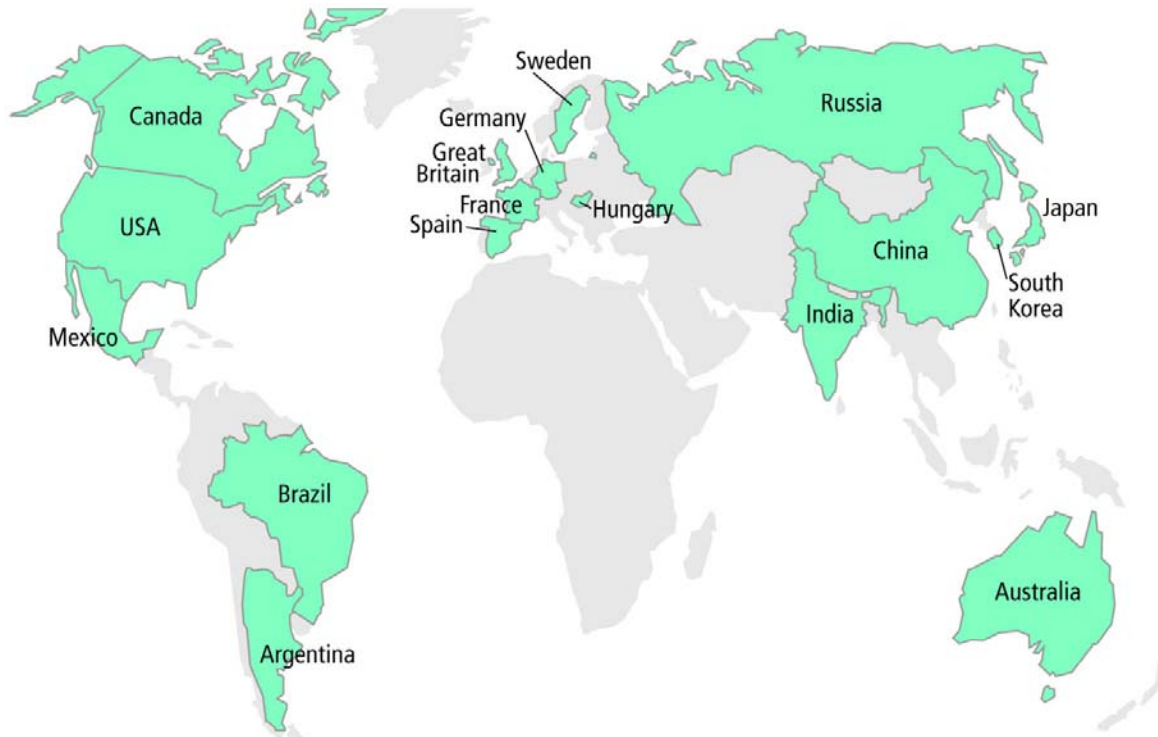 Sweden
Canada
Russia
Germany
Great
Britain
France
Hungary
Japan
USA
Spain
China
South
Korea
India
Mexico
Brazil
Australia
Argentina